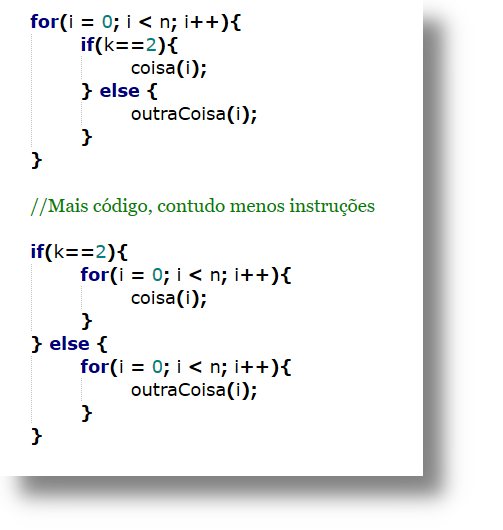 for(i = 0; i < n; i++){
if(k==2){
coisa(i);
} else {
outraCoisa(i);
}
}
//Mais código, contudo menos instruções
if(k==2){
for(i = 0; i < n; i++){
coisa(i);
}
} else {
for(i = 0; i < n; i++){
outraCoisa(i);
}
}